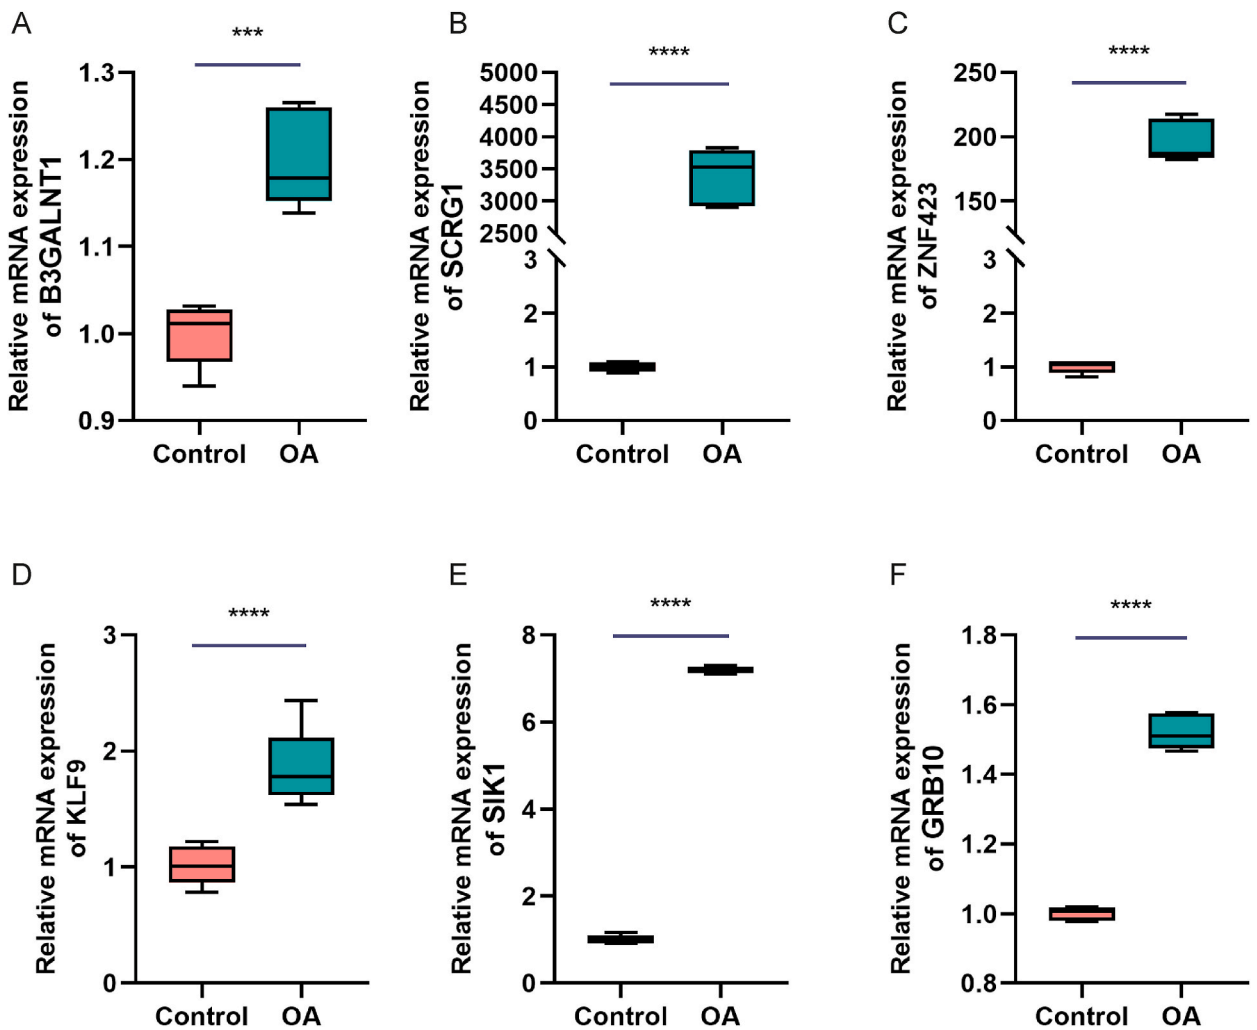 A
Relative mRNA expression
of B3GALNT1
***
1.3
1.2
1.1
1.0
0.9
Control OA
B
Relative mRNA expression
of SCRG1
****
5000
4500
4000
3500
3000
2500
3
2
1
0
Control OA
C
Relative mRNA expression
of ZNF423
****
250
200
150
3
2
1
0
Control OA
D
Relative mRNA expression
of KLF9
****
3
2
1
0
Control OA
E
Relative mRNA expression
of SIK1
****
8
6
4
2
0
Control OA
F
Relative mRNA expression
of GRB10
****
1.8
1.6
1.4
1.2
1.0
0.8
Control OA